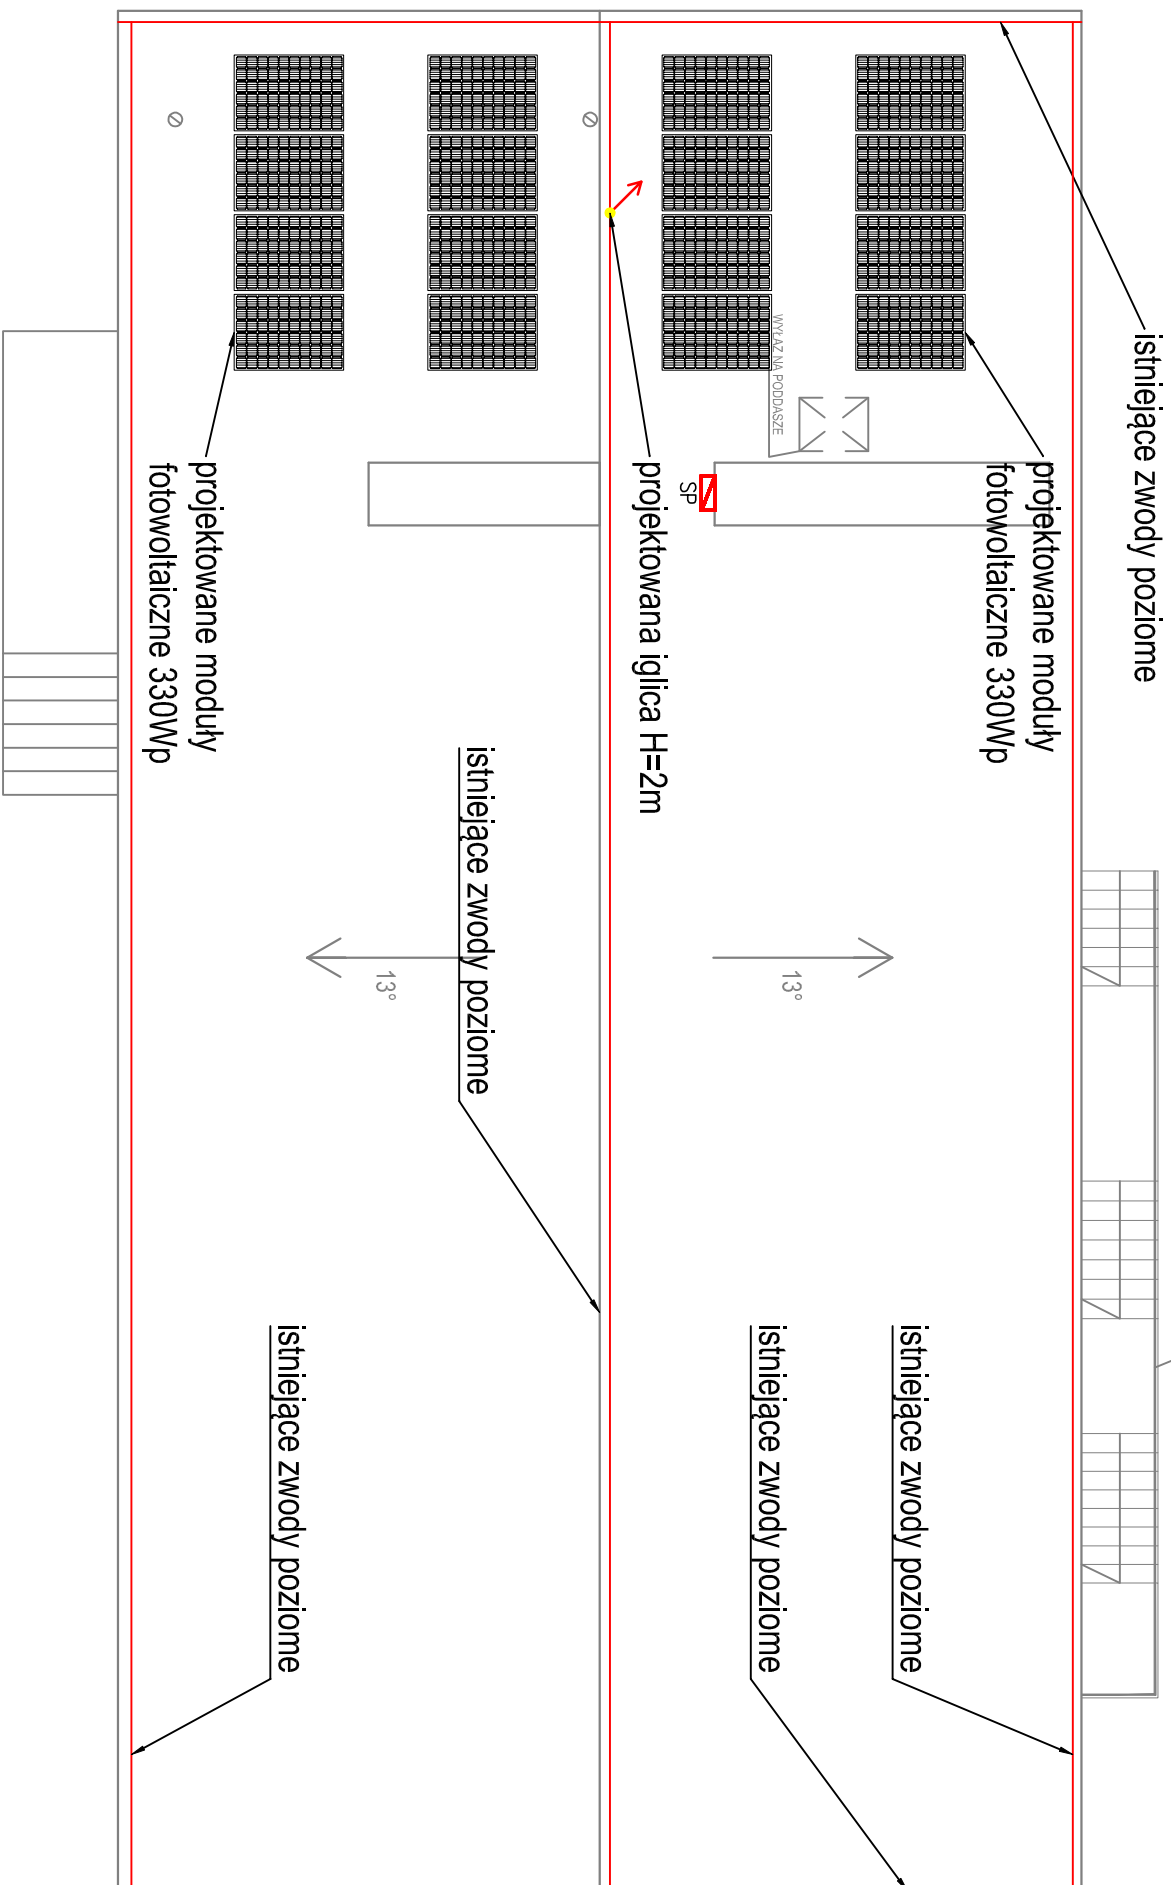 istniejące zwody poziome
projektowane moduły
fotowoltaiczne 330Wp
WYŁAZ NA PODDASZE
SP
projektowana iglica H=2m
projektowane moduły
fotowoltaiczne 330Wp
istniejące zwody poziome
13°
13°
istniejące zwody poziome
istniejące zwody poziome
istniejące zwody poziome